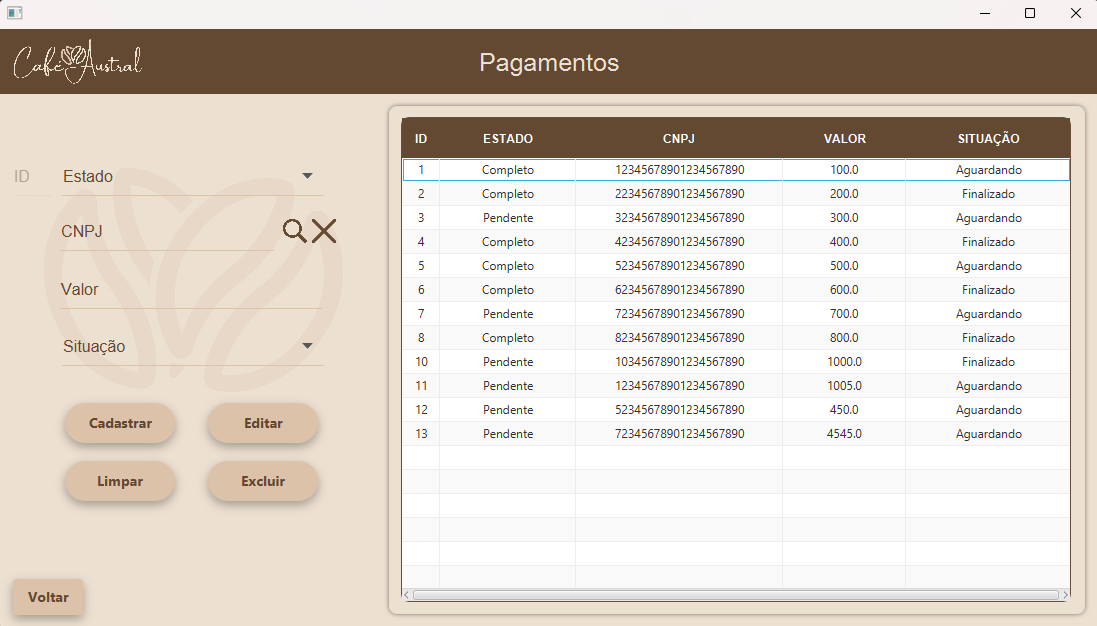 Café Austral
Pagamentos
ID
Estado
CNPJ
Valor
Situação
Cadastrar
Editar
Limpar
Excluir
Voltar
ID ESTADO CNPJ VALOR SITUAÇÃO
1 Completo 12345678901234567890 100.0 Aguardando
2 Completo 22345678901234567890 200.0 Finalizado
3 Pendente 32345678901234567890 300.0 Aguardando
4 Completo 42345678901234567890 400.0 Finalizado
5 Completo 52345678901234567890 500.0 Aguardando
6 Completo 62345678901234567890 600.0 Finalizado
7 Pendente 72345678901234567890 700.0 Aguardando
8 Completo 82345678901234567890 800.0 Finalizado
10 Pendente 10345678901234567890 1000.0 Finalizado
11 Pendente 12345678901234567890 1005.0 Aguardando
12 Pendente 52345678901234567890 450.0 Aguardando
13 Pendente 72345678901234567890 4545.0 Aguardando